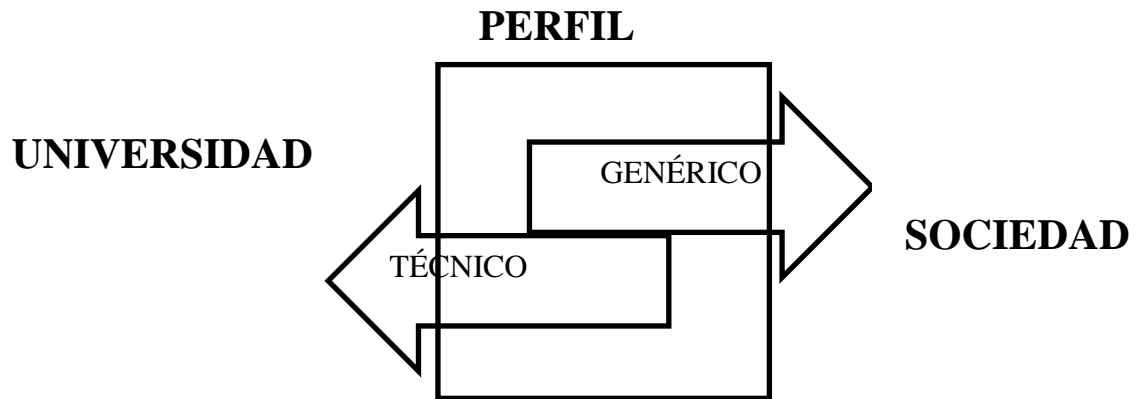 PERFIL
UNIVERSIDAD
GENÉRICO
SOCIEDAD
TÉCNICO